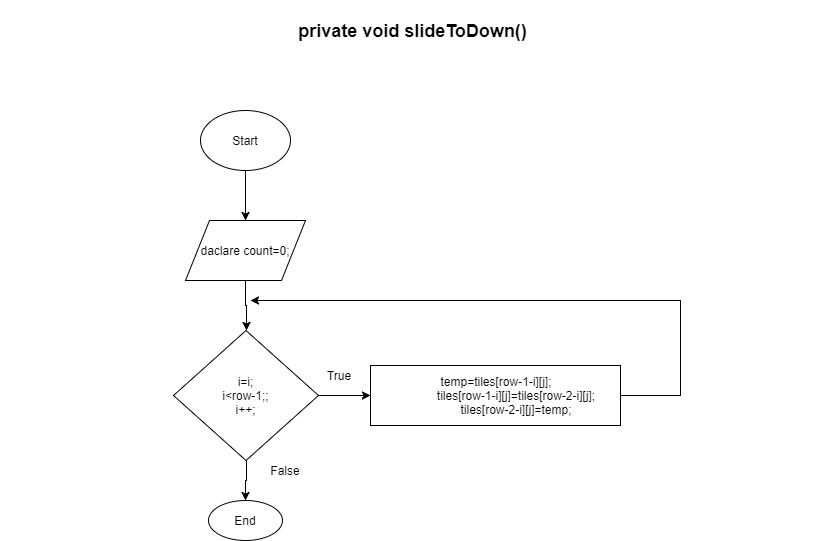 private void slideToDown()
Start
daclare count=0;
i=i;
i<row-1;;
i++;
True
temp=tiles[row-1-i][j];
tiles[row-1-i][j]=tiles[row-2-i][j];
tiles[row-2-i][j]=temp;
False
End